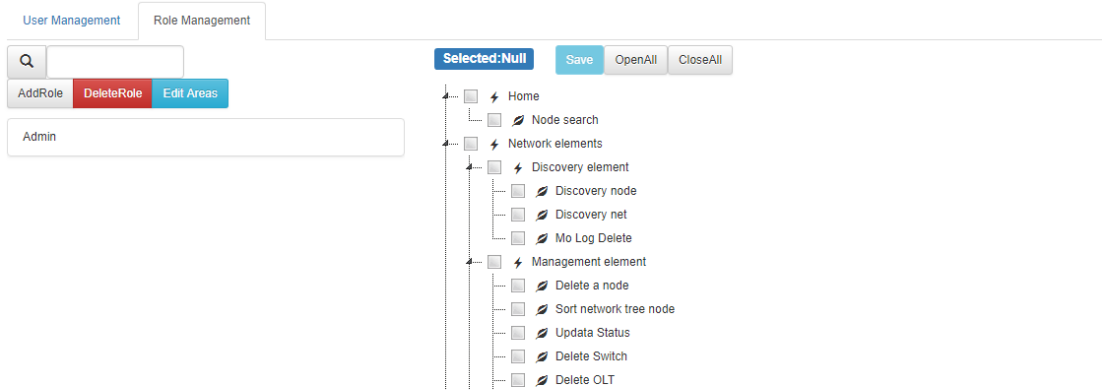 User Management Role Management
Selected:Null Save OpenAll CloseAll
AddRole DeleteRole Edit Areas
Admin
Home
Node search
Network elements
Discovery element
Discovery node
Discovery net
Mo Log Delete
Management element
Delete a node
Sort network tree node
Updata Status
Delete Switch
Delete OLT